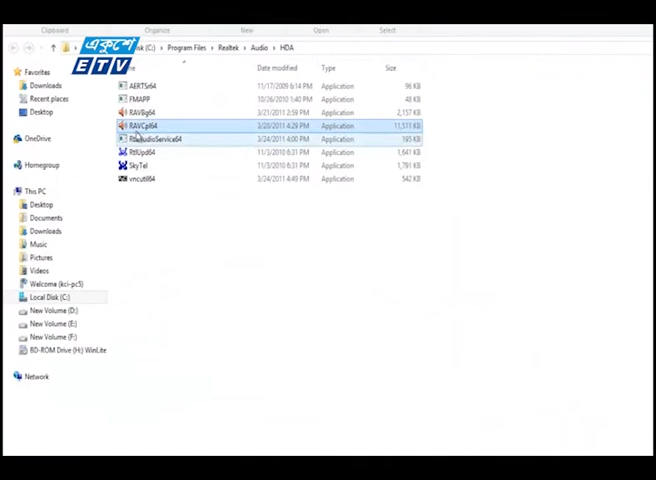 Clipboard Organize New Open Select
sk (C:) Program Files Realtek Audio HDA
একুশে
ETV
Date modified Type Size
Favorites
Downloads
Recent places
Desktop
OneDrive
Homegroup
This PC
Desktop
Documents
Downloads
Music
Pictures
Videos
Welcome (kci-pc5)
Local Disk (C:)
New Volume (D:)
New Volume (E:)
New Volume (F:)
BD-ROM Drive (H:) WinLite
Network
AERTSr64 11/17/2009 6:14 PM Application 96 KB
FMAPP 10/26/2010 1:40 PM Application 48 KB
RAVBg64 3/21/2011 2:59 PM Application 2,157 KB
RAVCpl64 3/28/2011 4:29 PM Application 11,511 KB
RtkAudioService64 3/24/2011 4:00 PM Application 195 KB
RtlUpd64 11/3/2010 6:31 PM Application 1,641 KB
SkyTel 11/3/2010 6:31 PM Application 1,791 KB
vncutil64 3/24/2011 4:49 PM Application 542 KB